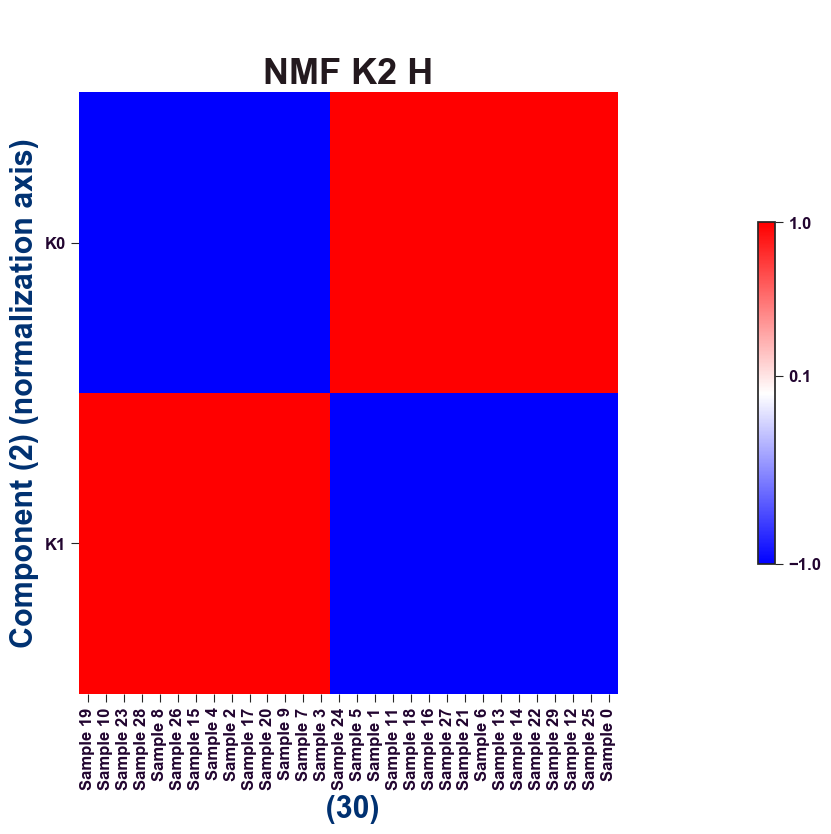 NMF K2 H
Component (2) (normalization axis)
K0
K1
1.0
0.1
−1.0
Sample 19
Sample 10
Sample 23
Sample 28
Sample 8
Sample 26
Sample 15
Sample 4
Sample 2
Sample 17
Sample 20
Sample 9
Sample 7
Sample 3
Sample 24
Sample 5
Sample 1
Sample 11
Sample 18
Sample 16
Sample 27
Sample 21
Sample 6
Sample 13
Sample 14
Sample 22
Sample 29
Sample 12
Sample 25
Sample 0
(30)